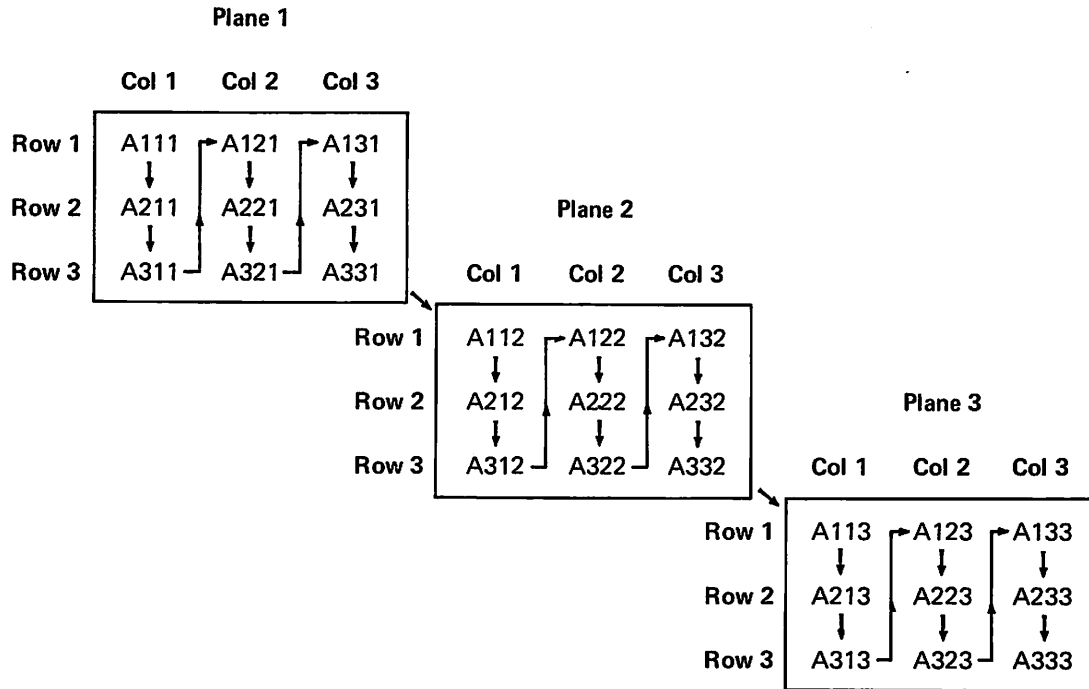 Plane 1
Col 1 Col 2 Col 3
Row 1 A111 A121 A131
Row 2 A211 A221 A231
Row 3 A311 A321 A331
Plane 2
Col 1 Col 2 Col 3
Row 1 A112 A122 A132
Row 2 A212 A222 A232
Row 3 A312 A322 A332
Plane 3
Col 1 Col 2 Col 3
Row 1 A113 A123 A133
Row 2 A213 A223 A233
Row 3 A313 A323 A333